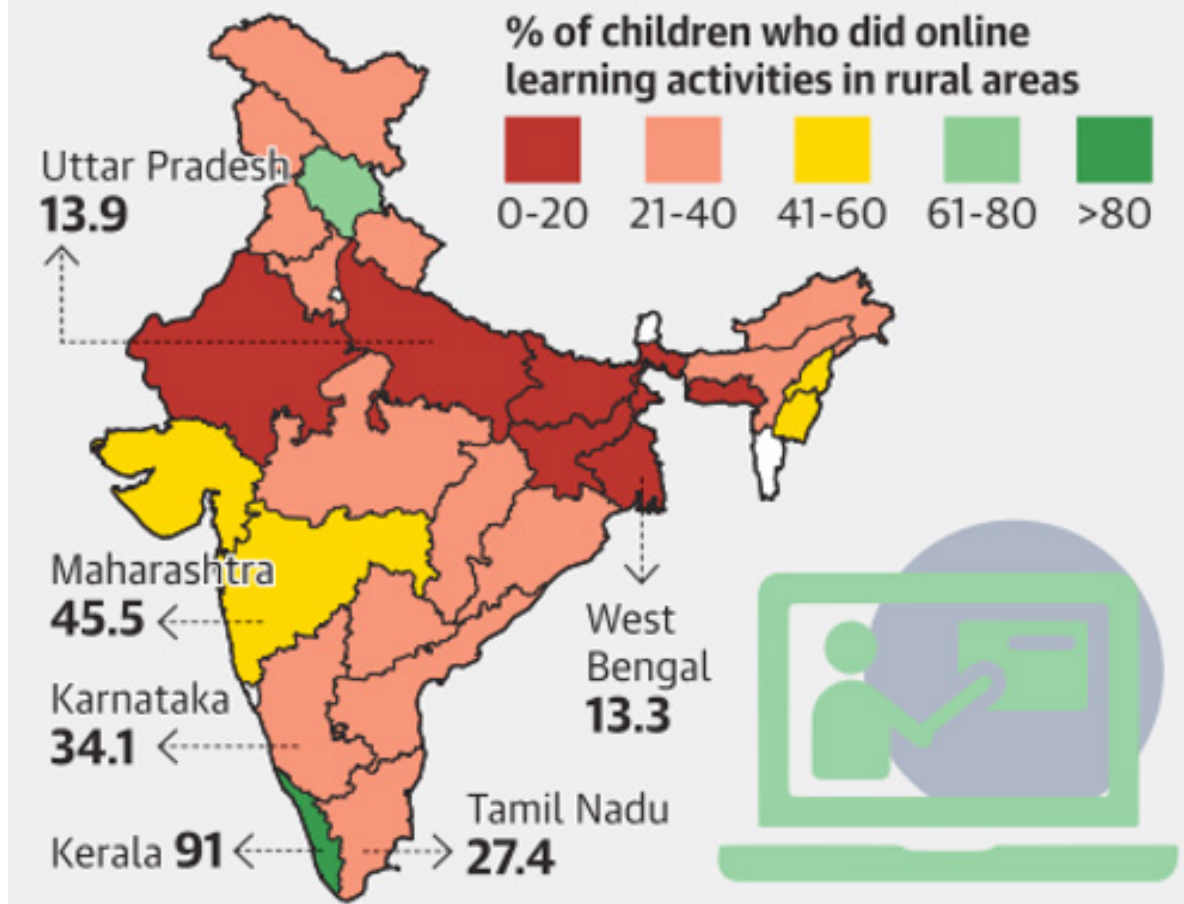 % of children who did online
learning activities in rural areas
0-20 21-40 41-60 61-80 >80
Uttar Pradesh
13.9
Maharashtra
45.5
Karnataka
34.1
Kerala 91
West
Bengal
13.3
Tamil Nadu
27.4